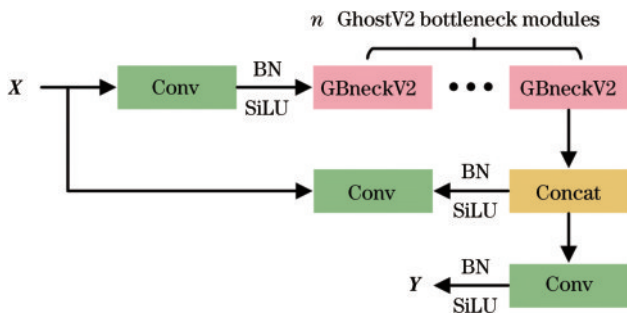 n GhostV2 bottleneck modules
X
Conv
BN
SiLU
GBneckV2
GBneckV2
Conv
BN
SiLU
Concat
Y
BN
SiLU
Conv